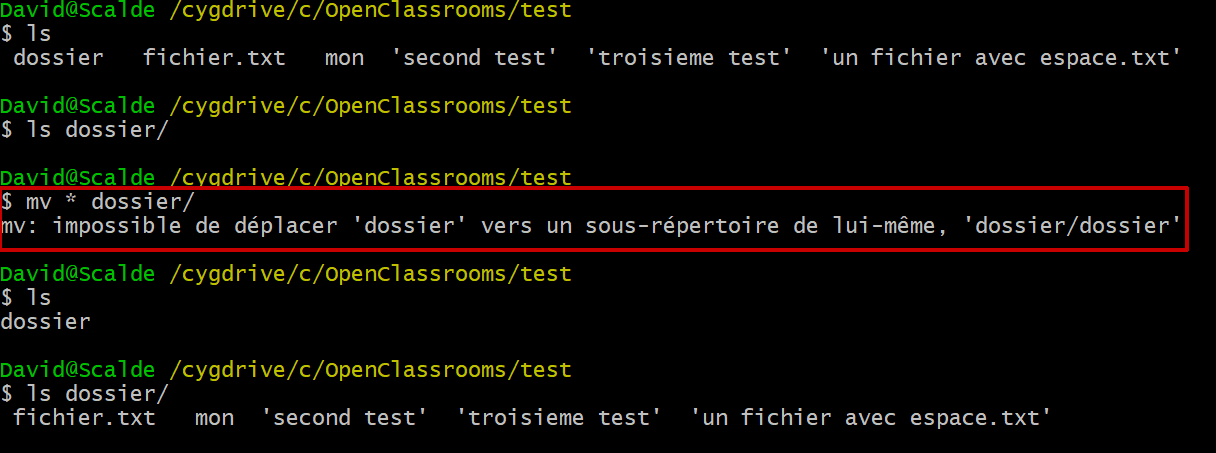 David@Scalde /cygdrive/c/OpenClassrooms/test
$ ls
dossier   fichier.txt   mon  'second test'  'troisieme test'  'un fichier avec espace.txt'
David@Scalde /cygdrive/c/OpenClassrooms/test
$ ls dossier/
David@Scalde /cygdrive/c/OpenClassrooms/test
$ mv * dossier/
mv: impossible de déplacer 'dossier' vers un sous-répertoire de lui-même, 'dossier/dossier'
David@Scalde /cygdrive/c/OpenClassrooms/test
$ ls
dossier
David@Scalde /cygdrive/c/OpenClassrooms/test
$ ls dossier/
fichier.txt   mon  'second test'  'troisieme test'  'un fichier avec espace.txt'